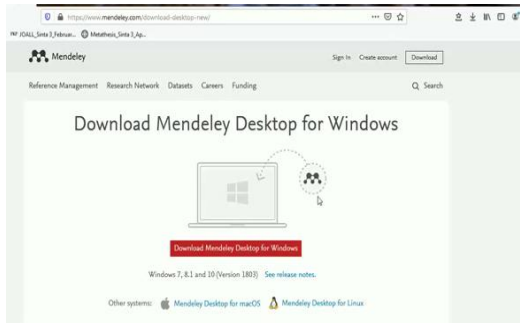 https://www.mendeley.com/download-desktop-new/
JOALL_Sinta 3_Februar... Metathesis_Sinta 3_Ap...
Mendeley Sign In Create account Download
Reference Management Research Network Datasets Careers Funding Search
Download Mendeley Desktop for Windows
Download Mendeley Desktop for Windows
Windows 7, 8.1 and 10 (Version 1803) See release notes.
Other systems: Mendeley Desktop for macOS Mendeley Desktop for Linux